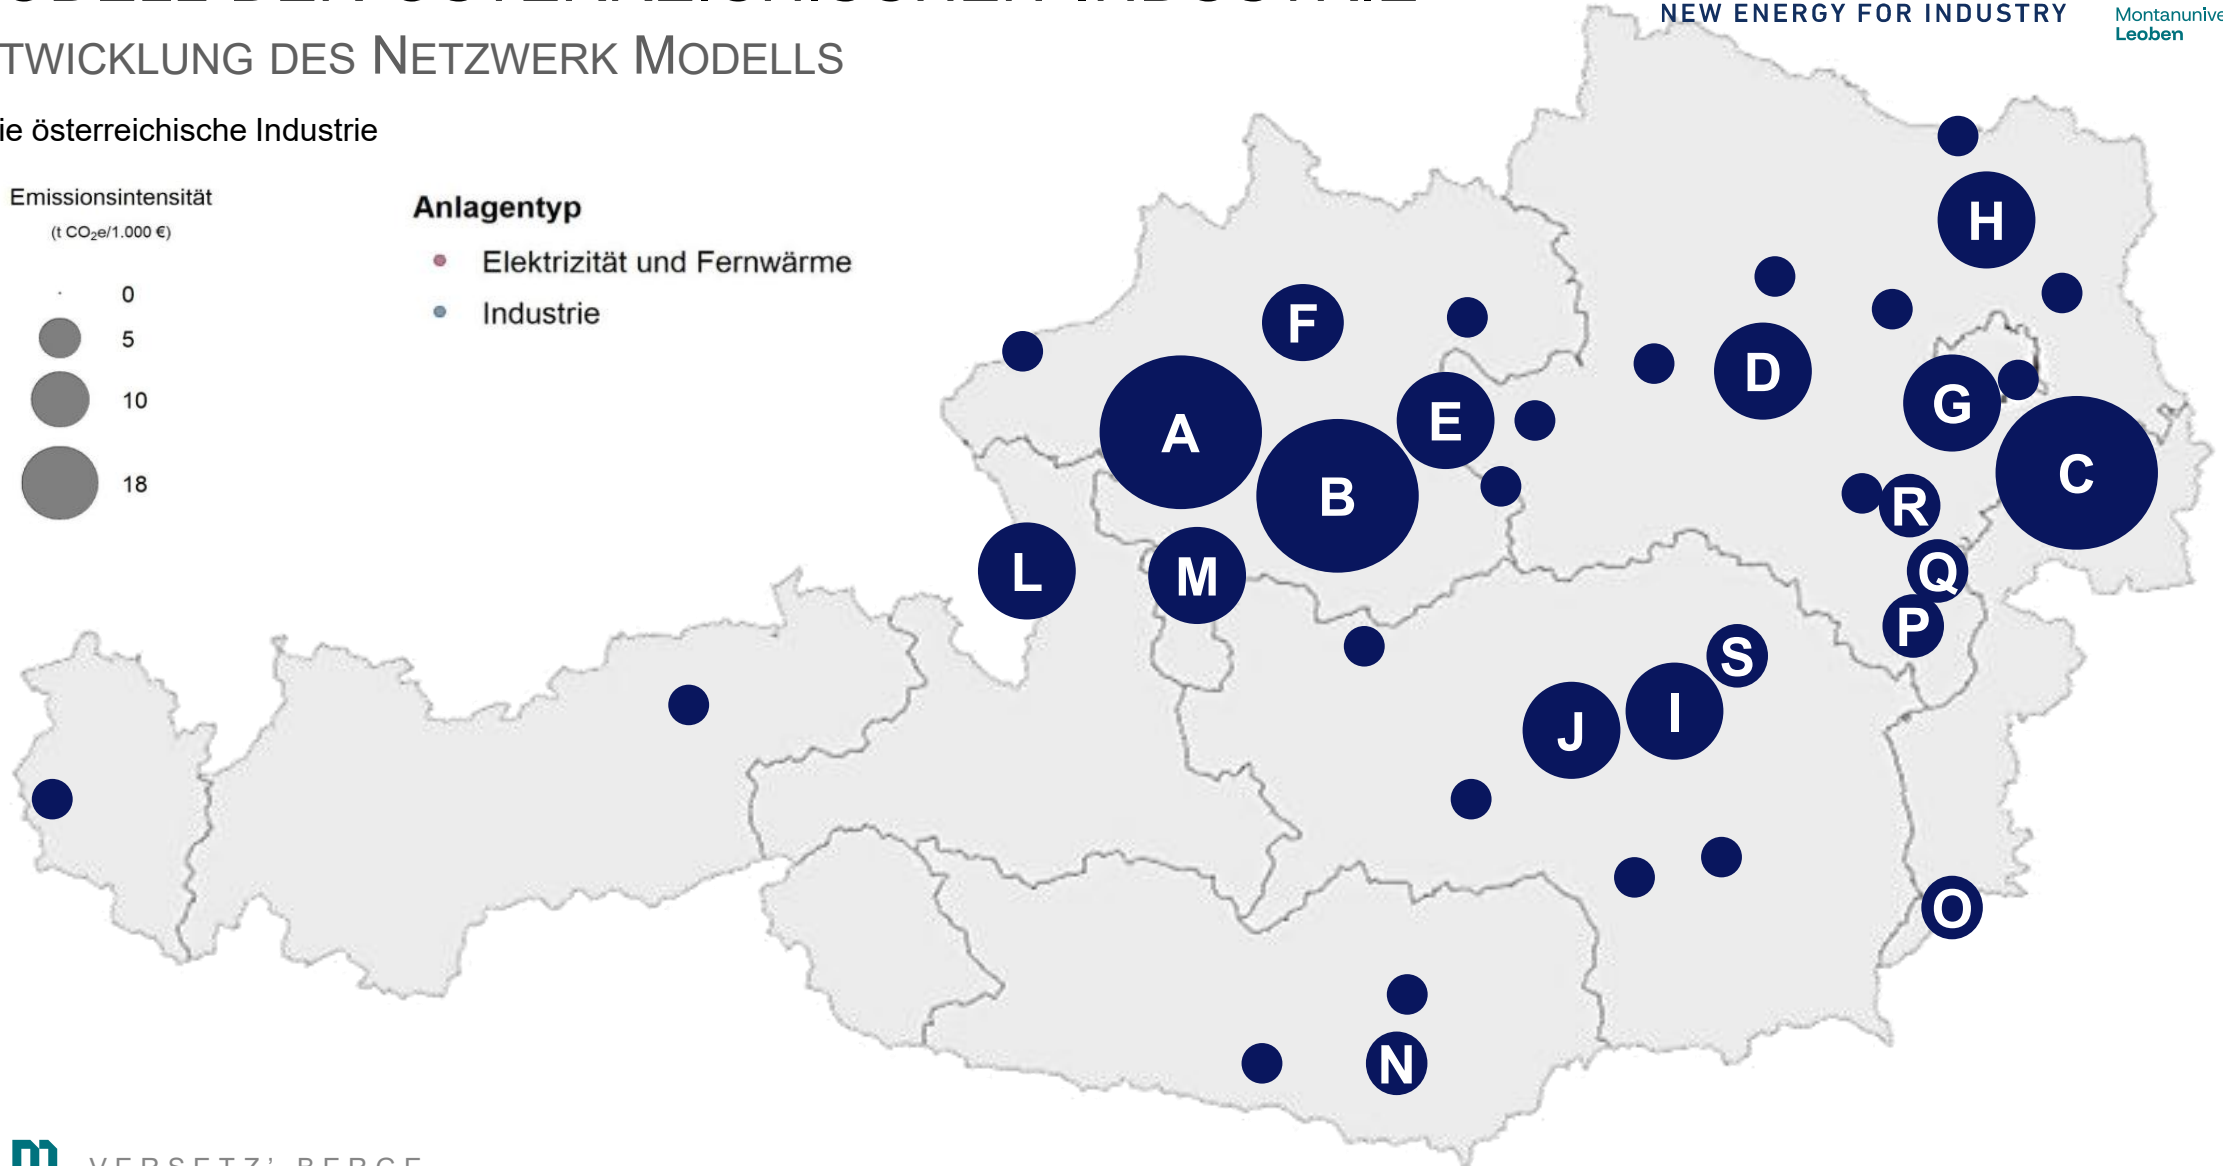 NEW ENERGY FOR INDUSTRY
Leoben
TWICKLUNG DES NETZWERK MODELLS
ie österreichische Industrie
Emissionsintensität
(t CO₂e/1.000 €)
0
5
10
18
Anlagentyp
Elektrizität und Fernwärme
Industrie
H
F
D
A
E
G
B
C
R
L
M
Q
P
S
J
I
O
N